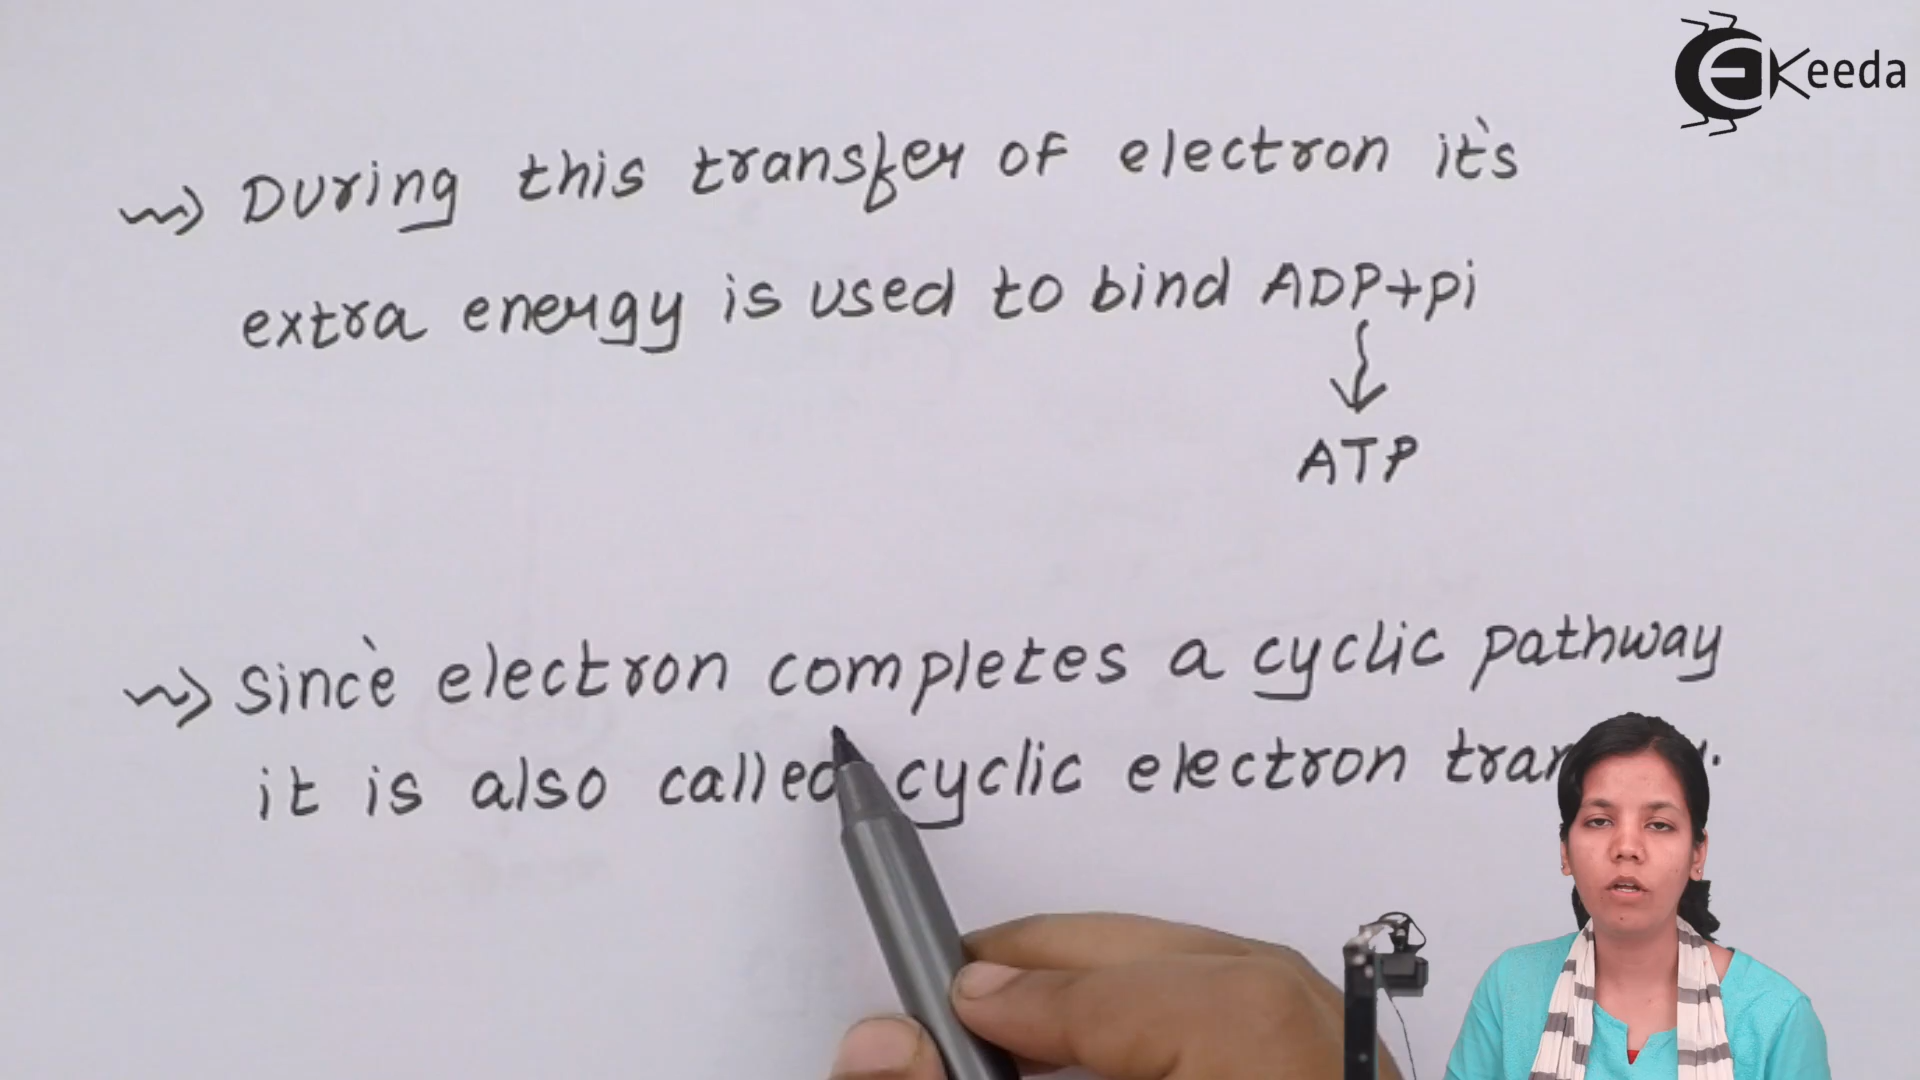 EKeeda
During this transfer of electron it's
extra energy is used to bind ADP+pi
ATP
Since electron completes a cyclic pathway
it is also called cyclic electron